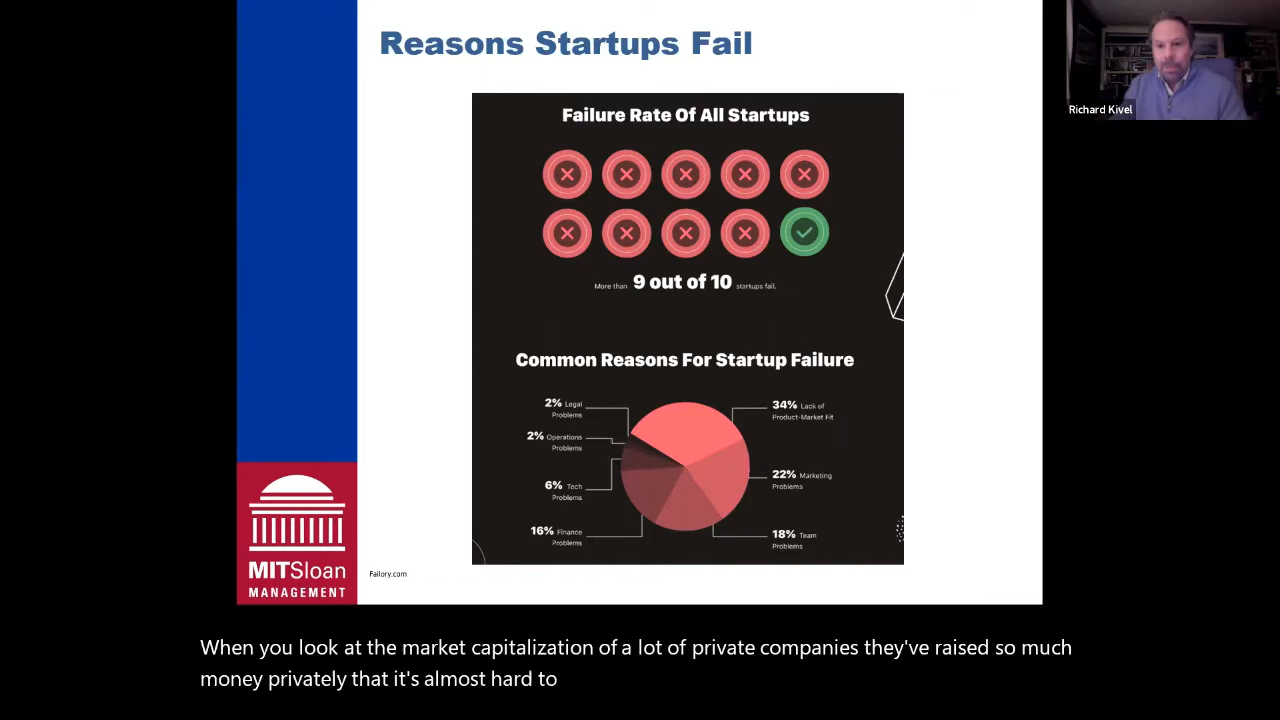 Reasons Startups Fail
Richard Kivel
Failure Rate Of All Startups
More than 9 out of 10 startups fail.
Common Reasons For Startup Failure
2% Legal
Problems
2% Operations
Problems
6% Tech
Problems
16% Finance
Problems
34% Lack of
Product-Market Fit
22% Marketing
Problems
18% Team
Problems
MITSloan
MANAGEMENT
Failory.com
When you look at the market capitalization of a lot of private companies they've raised so much
money privately that it's almost hard to